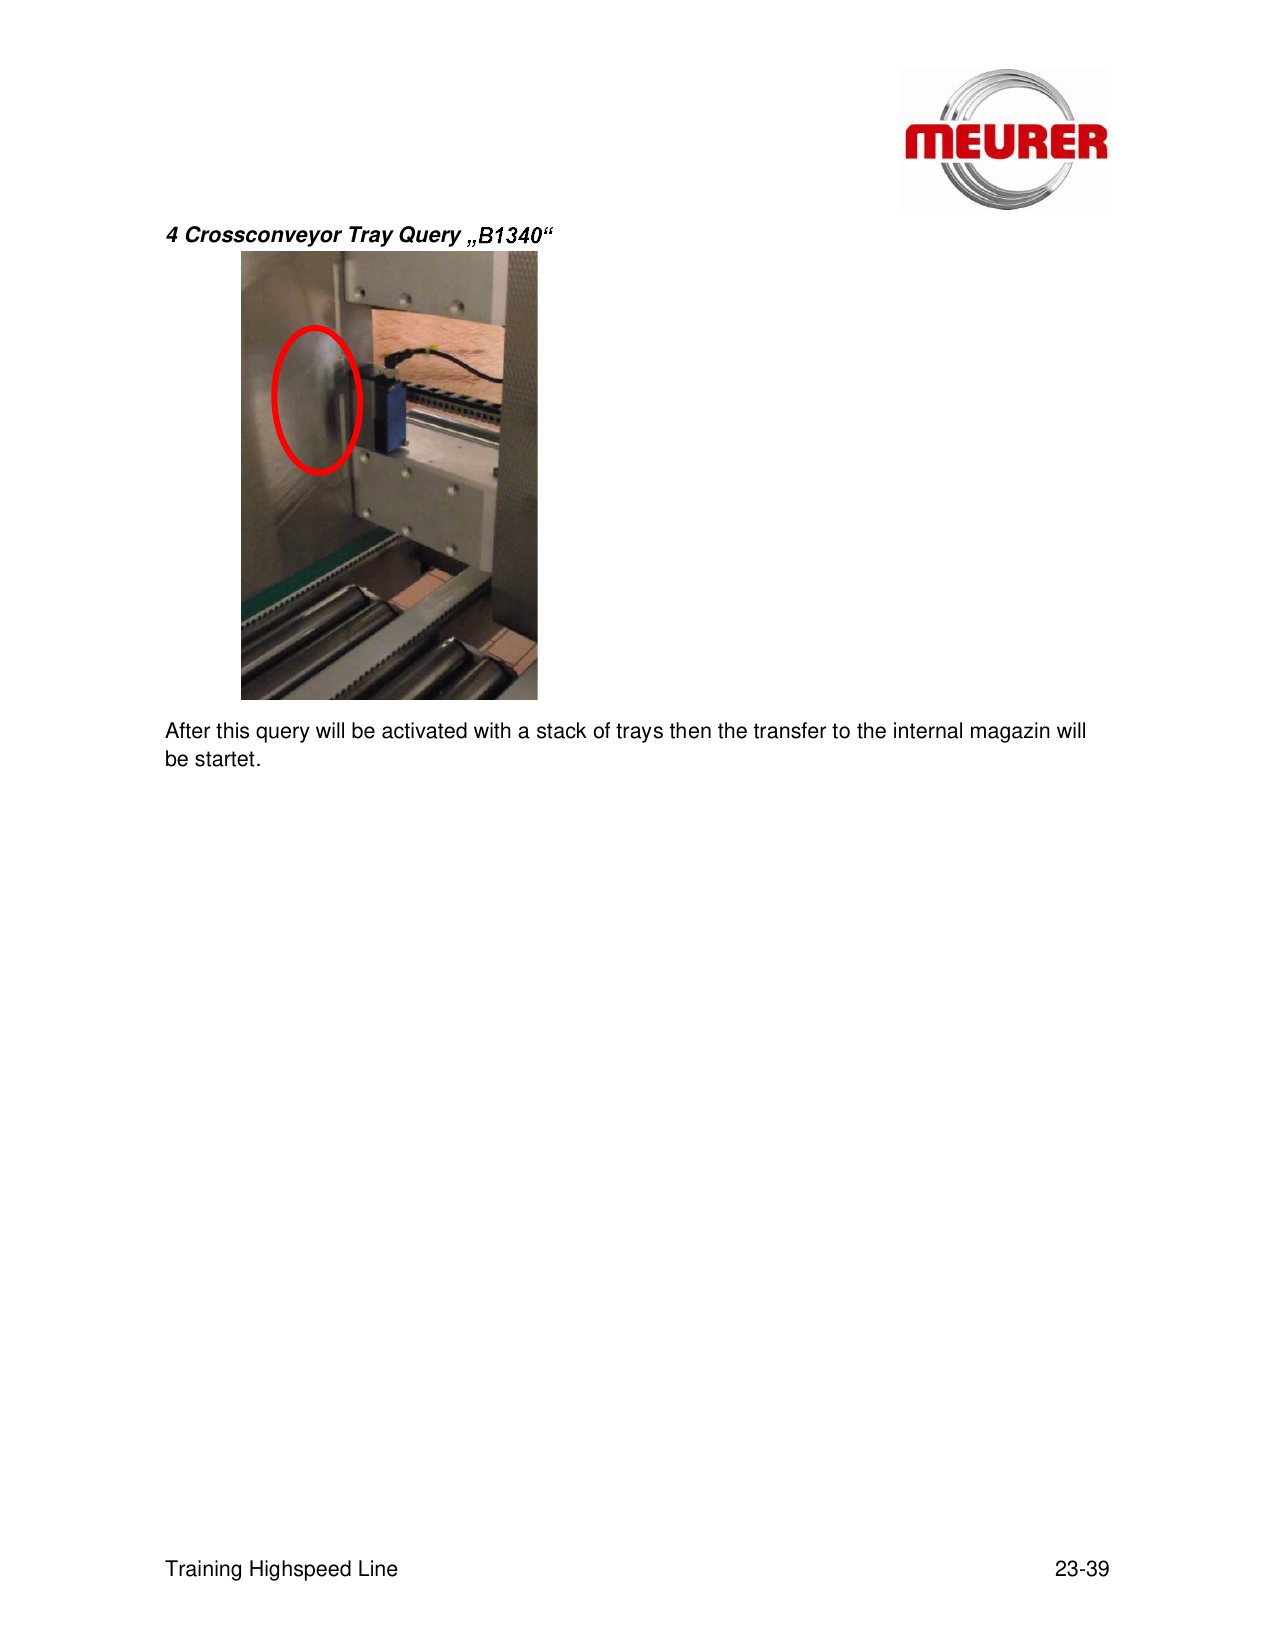 MEURER
4 Crossconveyor Tray Query „B1340“
After this query will be activated with a stack of trays then the transfer to the internal magazin will
be startet.
Training Highspeed Line 23-39